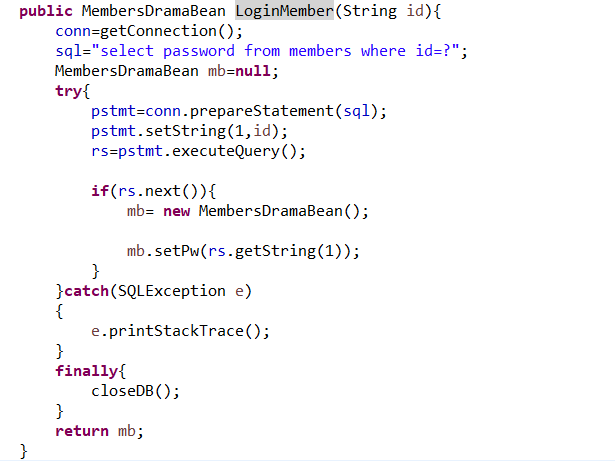 public MembersDramaBean LoginMember(String id){
conn=getConnection();
sql="select password from members where id=?";
MembersDramaBean mb=null;
try{
pstmt=conn.prepareStatement(sql);
pstmt.setString(1,id);
rs=pstmt.executeQuery();
if(rs.next()){
mb= new MembersDramaBean();
mb.setPw(rs.getString(1));
}
}catch(SQLException e)
{
e.printStackTrace();
}
finally{
closeDB();
}
return mb;
}